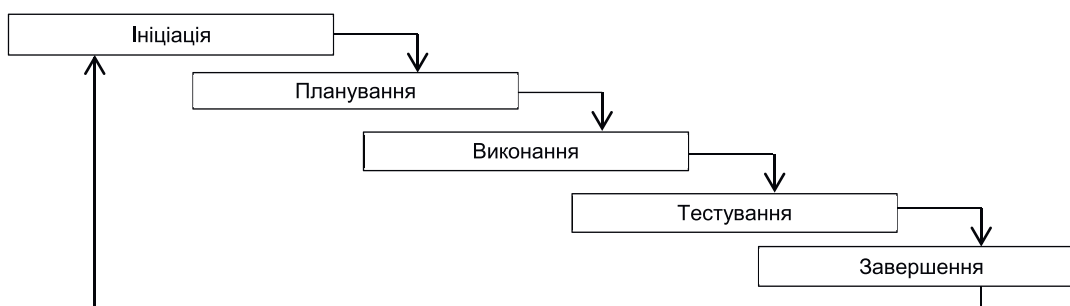 Ініціація
Планування
Виконання
Тестування
Завершення